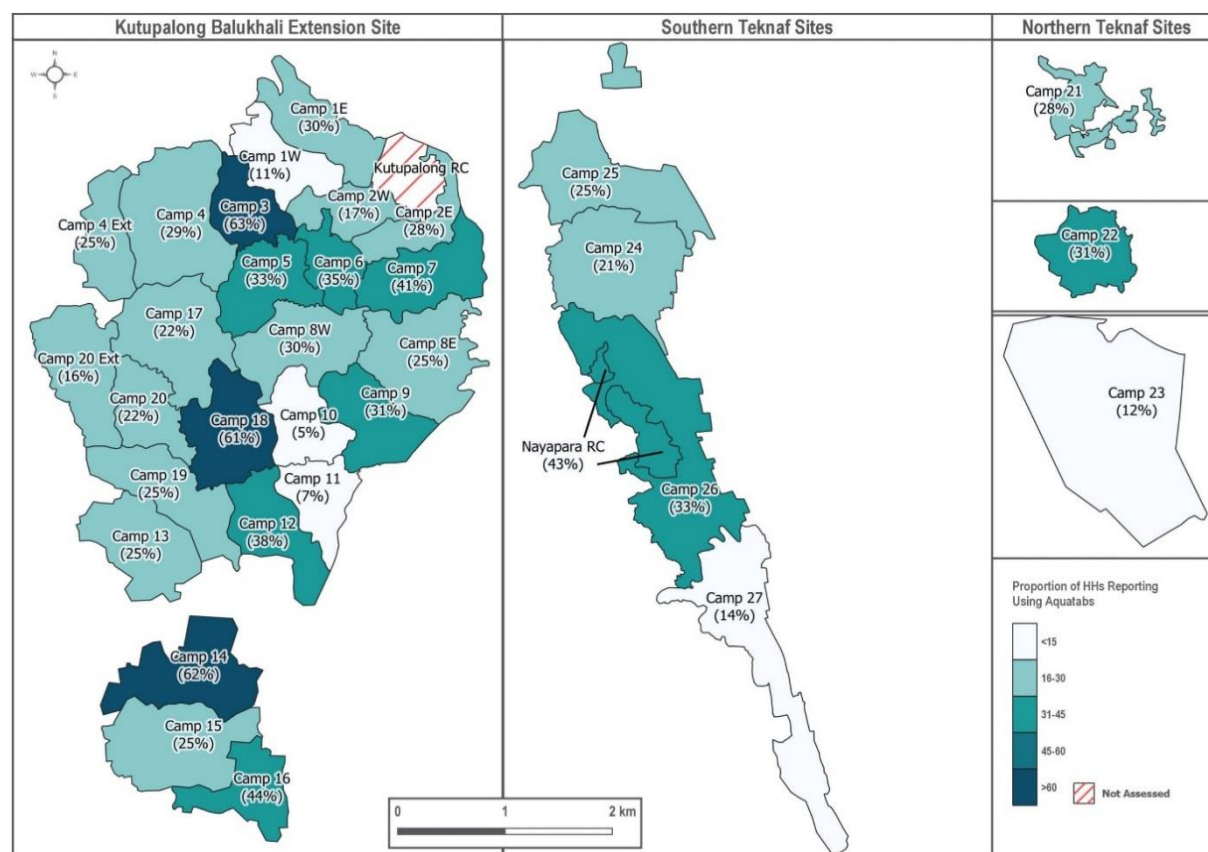 Kutupalong Balukhali Extension Site
Southern Teknaf Sites
Northern Teknaf Sites
N
W
E
S
Camp 1E
(30%)
Camp 1W
(11%)
Kutupalong RC
Camp 2W
(17%)
Camp 2E
(28%)
Camp 3
(63%)
Camp 4
(29%)
Camp 4 Ext
(25%)
Camp 5
(33%)
Camp 6
(35%)
Camp 7
(41%)
Camp 17
(22%)
Camp 8W
(30%)
Camp 8E
(25%)
Camp 20 Ext
(16%)
Camp 20
(22%)
Camp 18
(61%)
Camp 10
(5%)
Camp 9
(31%)
Camp 19
(25%)
Camp 11
(7%)
Camp 13
(25%)
Camp 12
(38%)
Camp 14
(62%)
Camp 15
(25%)
Camp 16
(44%)
0
1
2 km
Camp 25
(25%)
Camp 24
(21%)
Nayapara RC
(43%)
Camp 26
(33%)
Camp 27
(14%)
Camp 21
(28%)
Camp 22
(31%)
Camp 23
(12%)
Proportion of HHs Reporting
Using Aquatabs
<15
16-30
31-45
45-60
>60
Not Assessed